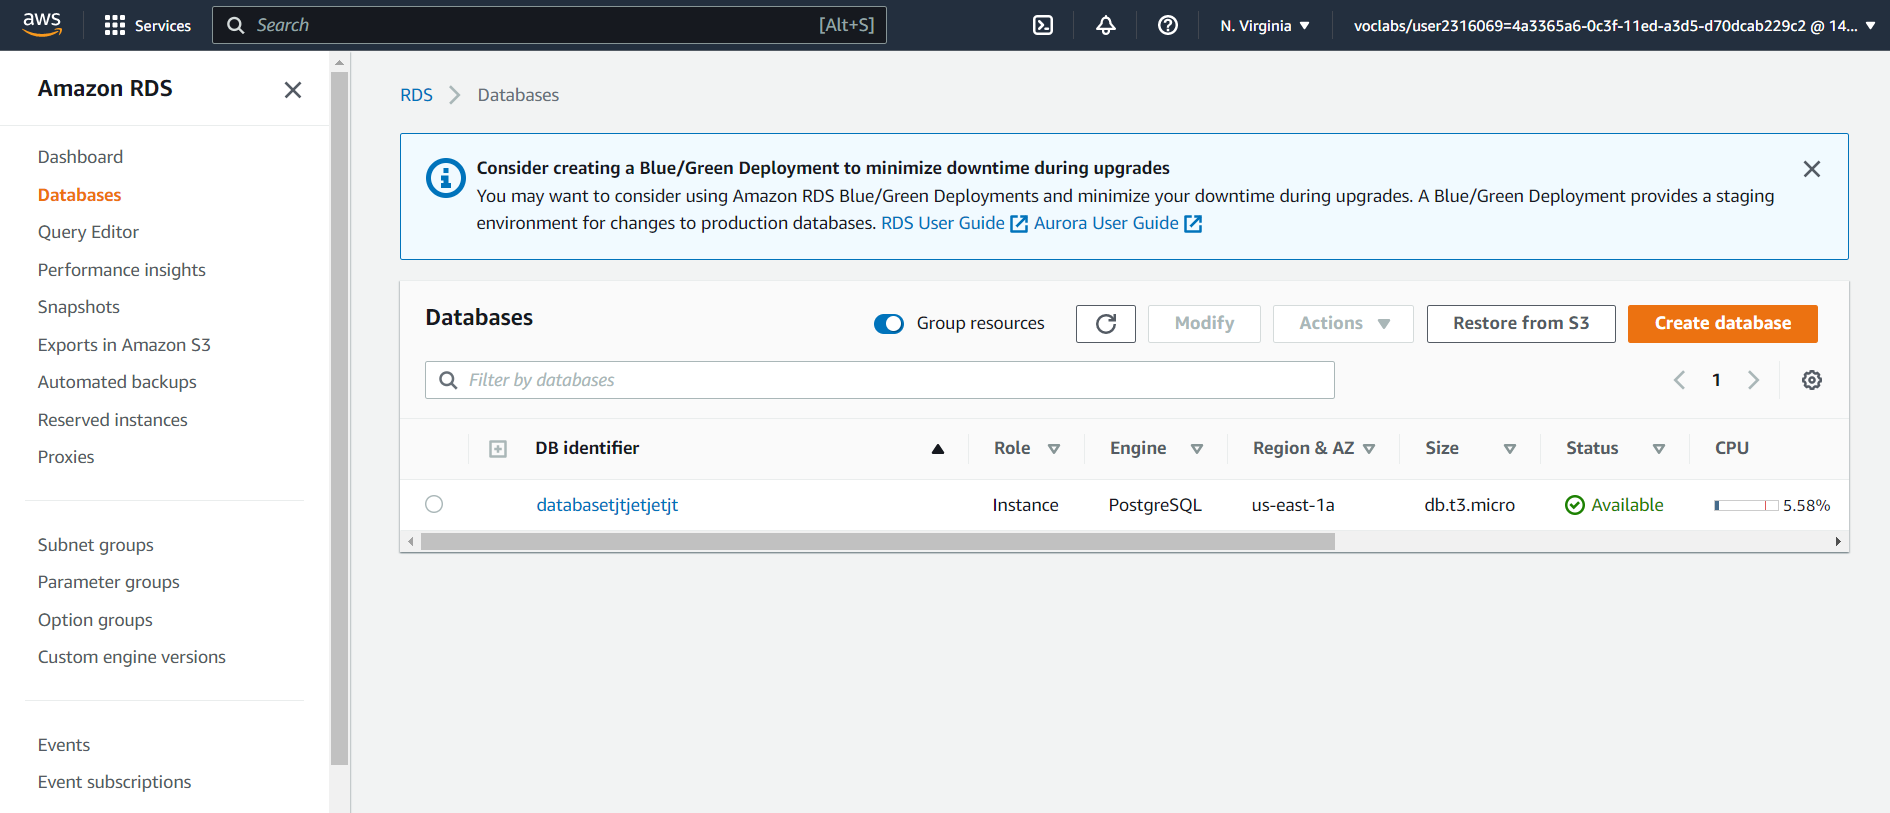 aws
Services
Search
[Alt+S]
N. Virginia
voclabs/user2316069=4a3365a6-0c3f-11ed-a3d5-d70dcab229c2 @ 14...
Amazon RDS
Dashboard
Databases
Query Editor
Performance insights
Snapshots
Exports in Amazon S3
Automated backups
Reserved instances
Proxies
Subnet groups
Parameter groups
Option groups
Custom engine versions
Events
Event subscriptions
RDS > Databases
Consider creating a Blue/Green Deployment to minimize downtime during upgrades
You may want to consider using Amazon RDS Blue/Green Deployments and minimize your downtime during upgrades. A Blue/Green Deployment provides a staging
environment for changes to production databases. RDS User Guide Aurora User Guide
Databases
Group resources
Modify
Actions
Restore from S3
Create database
Filter by databases
1
DB identifier Role Engine Region & AZ Size Status CPU
databasetjtjetjetjt Instance PostgreSQL us-east-1a db.t3.micro Available 5.58%